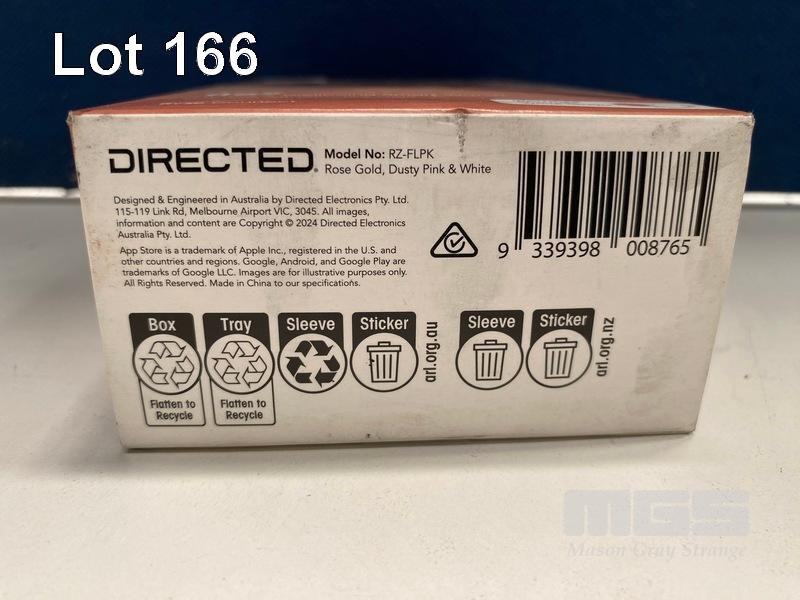 Lot 166
DIRECTED. Model No: RZ-FLPK
Rose Gold, Dusty Pink & White
Designed & Engineered in Australia by Directed Electronics Pty. Ltd.
115-119 Link Rd, Melbourne Airport VIC, 3045. All images,
information and content are Copyright © 2024 Directed Electronics
Australia Pty. Ltd.
App Store is a trademark of Apple Inc., registered in the U.S. and
other countries and regions. Google, Android, and Google Play are
trademarks of Google LLC. Images are for illustrative purposes only.
All Rights Reserved. Made in China to our specifications.
9 339398 008765
Box Tray Sleeve Sticker
Flatten to
Recycle
Flatten to
Recycle
arl.org.au
Sleeve Sticker
arl.org.nz
MGS
Mason Gray Strange